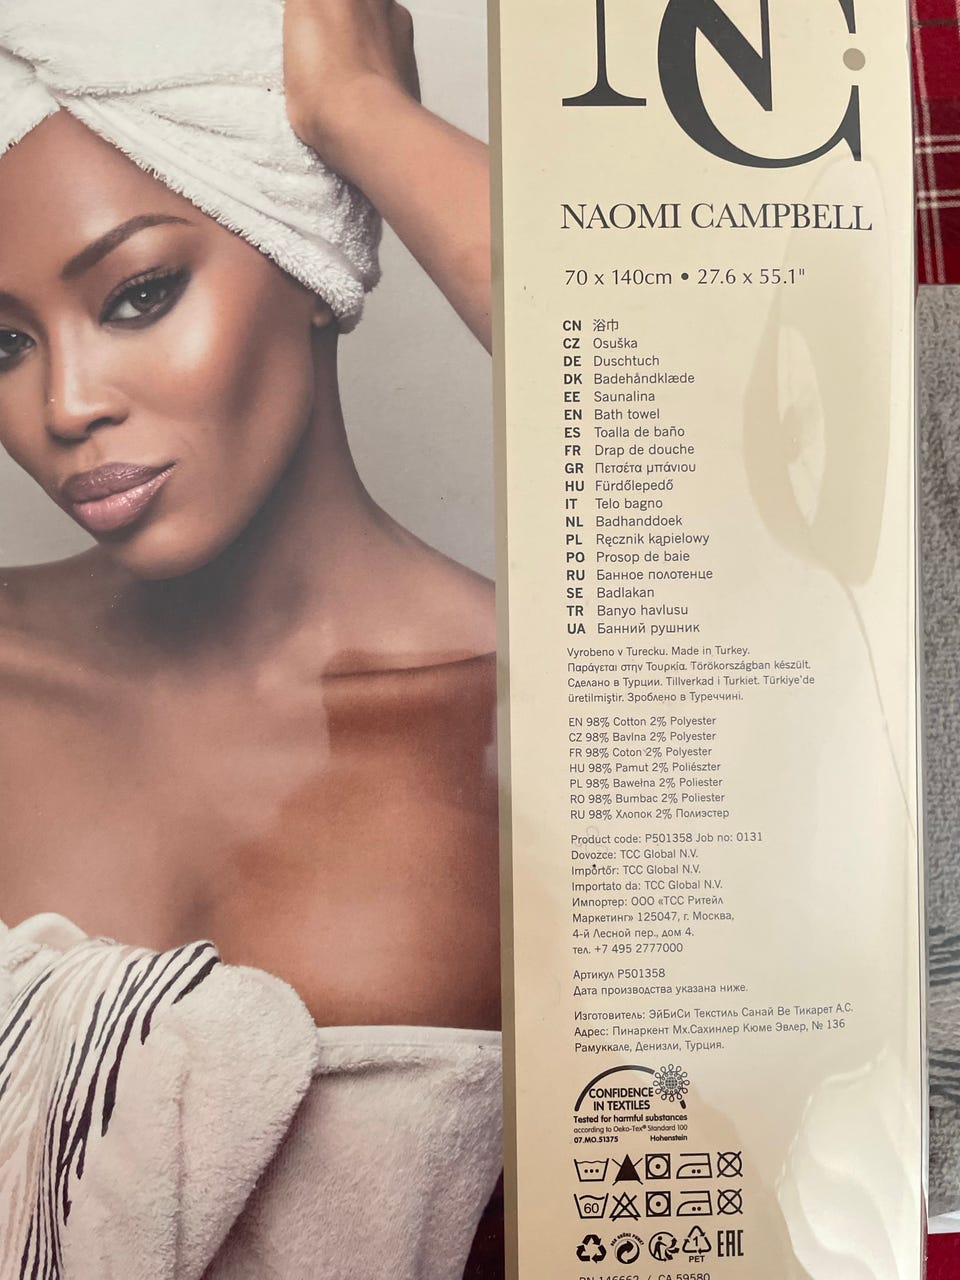 NC.
NAOMI CAMPBELL
70 x 140cm • 27.6 x 55.1"
CN 浴巾
CZ Osuška
DE Duschtuch
DK Badehåndklæde
EE Saunalina
EN Bath towel
ES Toalla de baño
FR Drap de douche
GR Πετσέτα μπάνιου
HU Fürdőlepedő
IT Telo bagno
NL Badhanddoek
PL Ręcznik kąpielowy
PO Prosop de baie
RU Банное полотенце
SE Badlakan
TR Banyo havlusu
UA Банний рушник
Vyrobeno v Turecku. Made in Turkey.
Παράγεται στην Τουρκία. Törökországban készült.
Сделано в Турции. Tillverkad i Turkiet. Türkiye'de
üretilmiştir. Зроблено в Туреччині.
EN 98% Cotton 2% Polyester
CZ 98% Bavlna 2% Polyester
FR 98% Coton 2% Polyester
HU 98% Pamut 2% Poliészter
PL 98% Bawełna 2% Poliester
RO 98% Bumbac 2% Poliester
RU 98% Хлопок 2% Полиэстер
Product code: P501358 Job no: 0131
Dovozce: TCC Global N.V.
Importőr: TCC Global N.V.
Importato da: TCC Global N.V.
Импортер: ООО «ТСС Ритейл
Маркетинг» 125047, г. Москва,
4-й Лесной пер., дом 4.
тел. +7 495 2777000
Артикул P501358
Дата производства указана ниже.
Изготовитель: ЭйБиСи Текстиль Санай Ве Тикарет А.С.
Адрес: Пинаркент Мх.Сахинлер Кюме Эвлер, № 136
Рамуккале, Денизли, Турция.
CONFIDENCE
IN TEXTILES
Tested for harmful substances
according to Oeko-Tex® Standard 100
07.MO.51375 Hohenstein
60
1
PET
EAC
RN 146662 / CA 59580